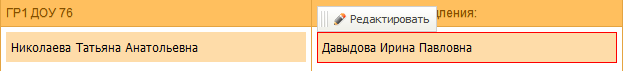 ГР1 ДОУ 76
Редактировать
Николаева Татьяна Анатольевна
Давыдова Ирина Павловна